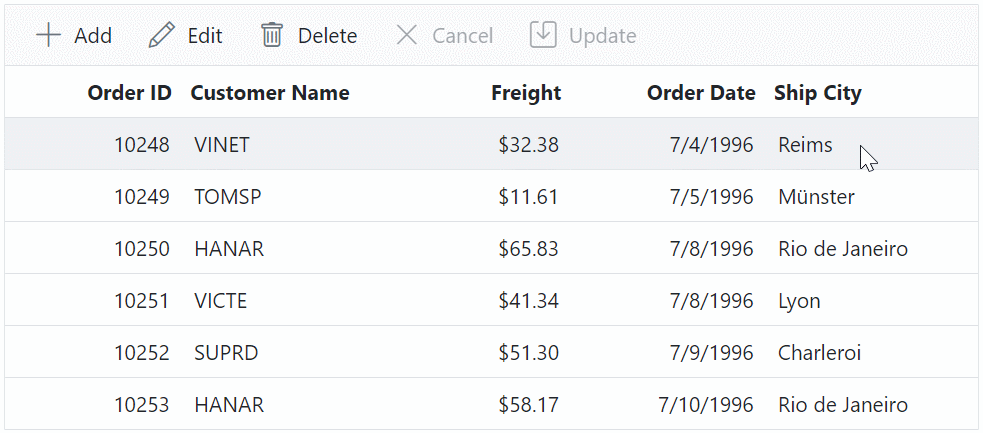 Add Edit Delete Cancel Update
Order ID Customer Name Freight Order Date Ship City
10248 VINET $32.38 7/4/1996 Reims
10249 TOMSP $11.61 7/5/1996 Münster
10250 HANAR $65.83 7/8/1996 Rio de Janeiro
10251 VICTE $41.34 7/8/1996 Lyon
10252 SUPRD $51.30 7/9/1996 Charleroi
10253 HANAR $58.17 7/10/1996 Rio de Janeiro